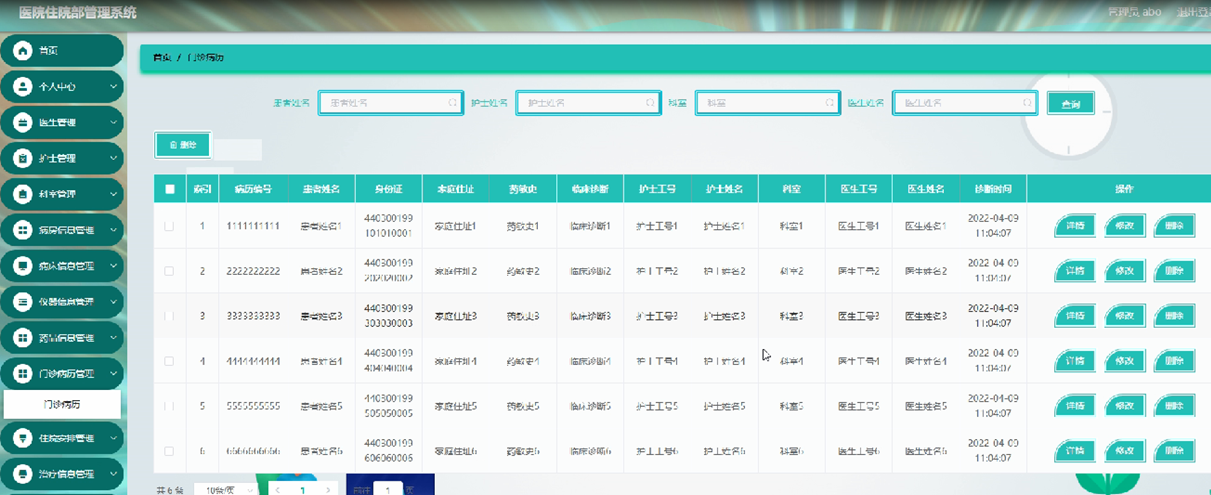 医院住院部管理系统
管理员 abo
首页
个人中心
医生管理
护士管理
科室管理
病房信息管理
病床信息管理
仪器信息管理
药品信息管理
门诊病历管理
门诊病历
住院安排管理
治疗信息管理
首页 / 门诊病历
患者姓名 患者姓名 护士姓名 护士姓名 科室 科室 医生姓名 医生姓名 查询
删除
索引 病历编号 患者姓名 身份证 家庭住址 药敏史 临床诊断 护士工号 护士姓名 科室 医生工号 医生姓名 诊断时间 操作
1 1111111111 患者姓名1 440300199101010001 家庭住址1 药敏史1 临床诊断1 护士工号1 护士姓名1 科室1 医生工号1 医生姓名1 2022-04-09 11:04:07 详情 修改 删除
2 2222222222 患者姓名2 440300199202020002 家庭住址2 药敏史2 临床诊断2 护士工号2 护士姓名2 科室2 医生工号2 医生姓名2 2022-04-09 11:04:07 详情 修改 删除
3 3333333333 患者姓名3 440300199303030003 家庭住址3 药敏史3 临床诊断3 护士工号3 护士姓名3 科室3 医生工号3 医生姓名3 2022-04-09 11:04:07 详情 修改 删除
4 4444444444 患者姓名4 440300199404040004 家庭住址4 药敏史4 临床诊断4 护士工号4 护士姓名4 科室4 医生工号4 医生姓名4 2022-04-09 11:04:07 详情 修改 删除
5 5555555555 患者姓名5 440300199505050005 家庭住址5 药敏史5 临床诊断5 护士工号5 护士姓名5 科室5 医生工号5 医生姓名5 2022-04-09 11:04:07 详情 修改 删除
6 6666666666 患者姓名6 440300199606060006 家庭住址6 药敏史6 临床诊断6 护士工号6 护士姓名6 科室6 医生工号6 医生姓名6 2022-04-09 11:04:07 详情 修改 删除
共 6 条 10条/页 1 前往 1 页